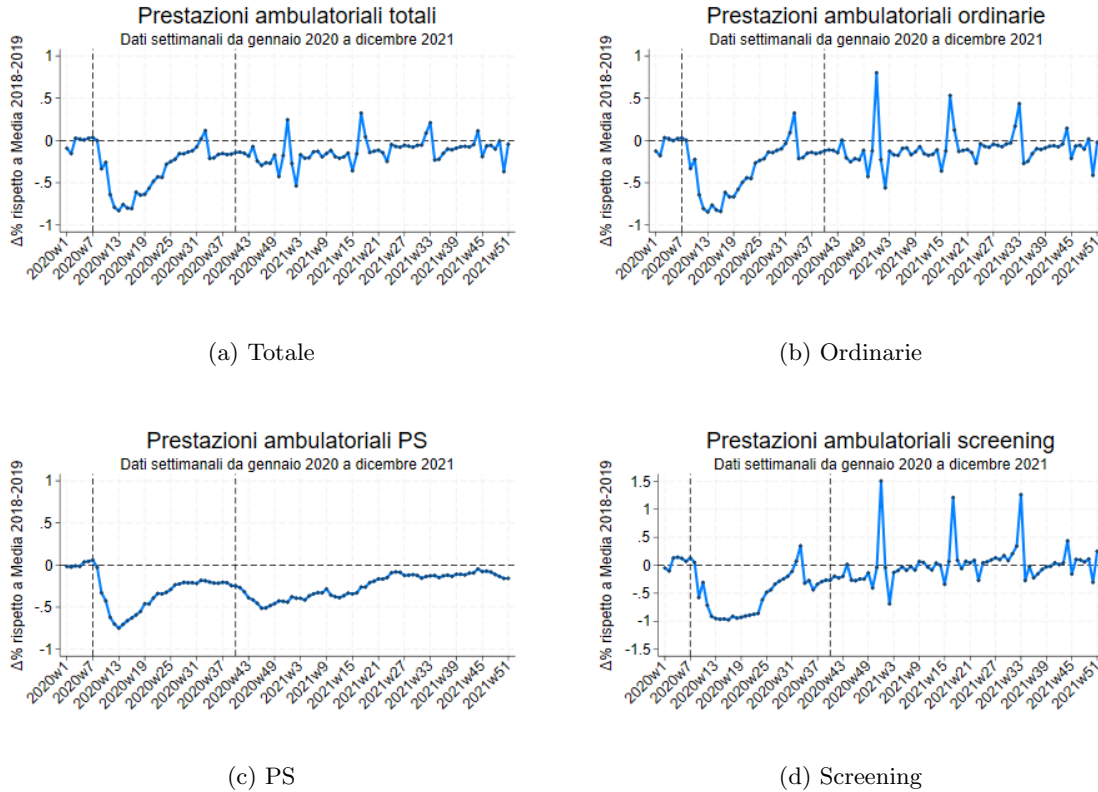 Prestazioni ambulatoriali totali
Dati settimanali da gennaio 2020 a dicembre 2021
Δ% rispetto a Media 2018-2019
1
.5
0
-.5
-1
2020w1
2020w7
2020w13
2020w19
2020w25
2020w31
2020w37
2020w43
2020w49
2021w3
2021w9
2021w15
2021w21
2021w27
2021w33
2021w39
2021w45
2021w51
(a) Totale
Prestazioni ambulatoriali ordinarie
Dati settimanali da gennaio 2020 a dicembre 2021
Δ% rispetto a Media 2018-2019
1
.5
0
-.5
-1
2020w1
2020w7
2020w13
2020w19
2020w25
2020w31
2020w37
2020w43
2020w49
2021w3
2021w9
2021w15
2021w21
2021w27
2021w33
2021w39
2021w45
2021w51
(b) Ordinarie
Prestazioni ambulatoriali PS
Dati settimanali da gennaio 2020 a dicembre 2021
Δ% rispetto a Media 2018-2019
1
.5
0
-.5
-1
2020w1
2020w7
2020w13
2020w19
2020w25
2020w31
2020w37
2020w43
2020w49
2021w3
2021w9
2021w15
2021w21
2021w27
2021w33
2021w39
2021w45
2021w51
(c) PS
Prestazioni ambulatoriali screening
Dati settimanali da gennaio 2020 a dicembre 2021
Δ% rispetto a Media 2018-2019
1.5
1
.5
0
-.5
-1
-1.5
2020w1
2020w7
2020w13
2020w19
2020w25
2020w31
2020w37
2020w43
2020w49
2021w3
2021w9
2021w15
2021w21
2021w27
2021w33
2021w39
2021w45
2021w51
(d) Screening